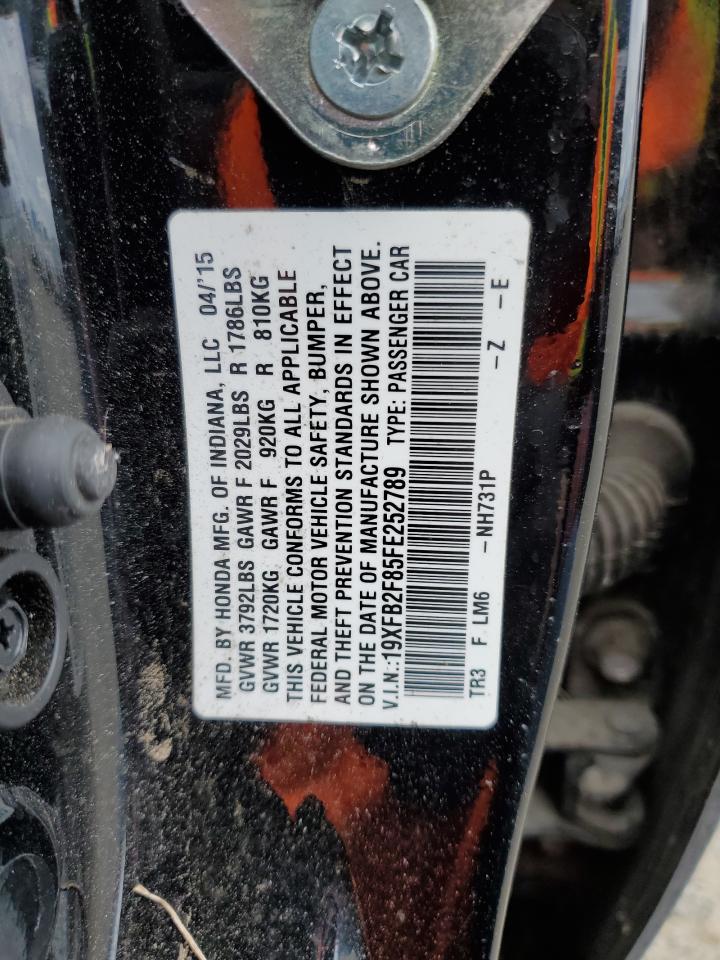 MFD. BY HONDA MFG. OF INDIANA, LLC 04/'15
GVWR 3792LBS GAWR F 2029LBS R 1786LBS
GVWR 1720KG GAWR F 920KG R 810KG
THIS VEHICLE CONFORMS TO ALL APPLICABLE
FEDERAL MOTOR VEHICLE SAFETY, BUMPER,
AND THEFT PREVENTION STANDARDS IN EFFECT
ON THE DATE OF MANUFACTURE SHOWN ABOVE.
V.I.N.:19XFB2F85FE252789 TYPE: PASSENGER CAR
TR3 F LM6 -NH731P -Z -E